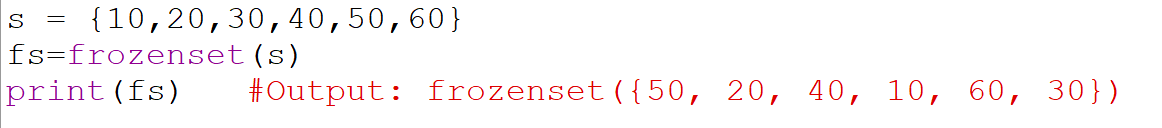 s = {10,20,30,40,50,60}
fs=frozenset(s)
print(fs)    #Output: frozenset({50, 20, 40, 10, 60, 30})